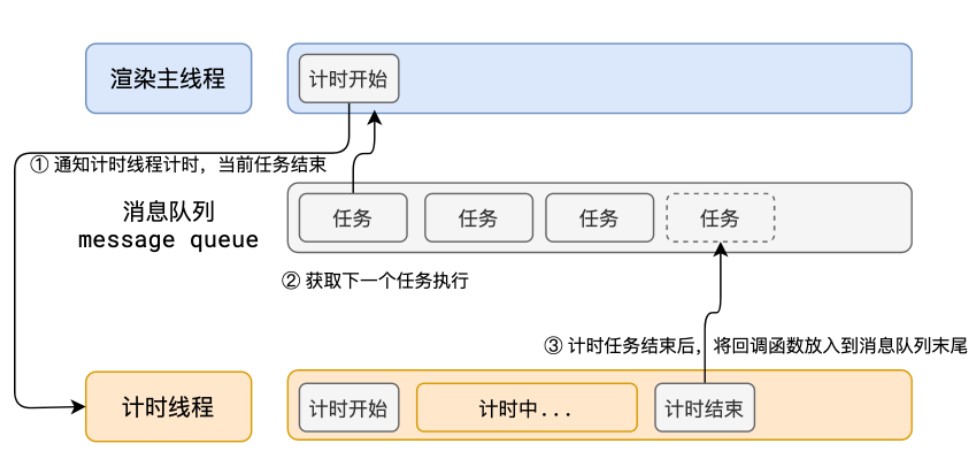 渲染主线程
计时开始
① 通知计时线程计时，当前任务结束
消息队列
message queue
任务
任务
任务
任务
② 获取下一个任务执行
③ 计时任务结束后，将回调函数放入到消息队列末尾
计时线程
计时开始
计时中...
计时结束